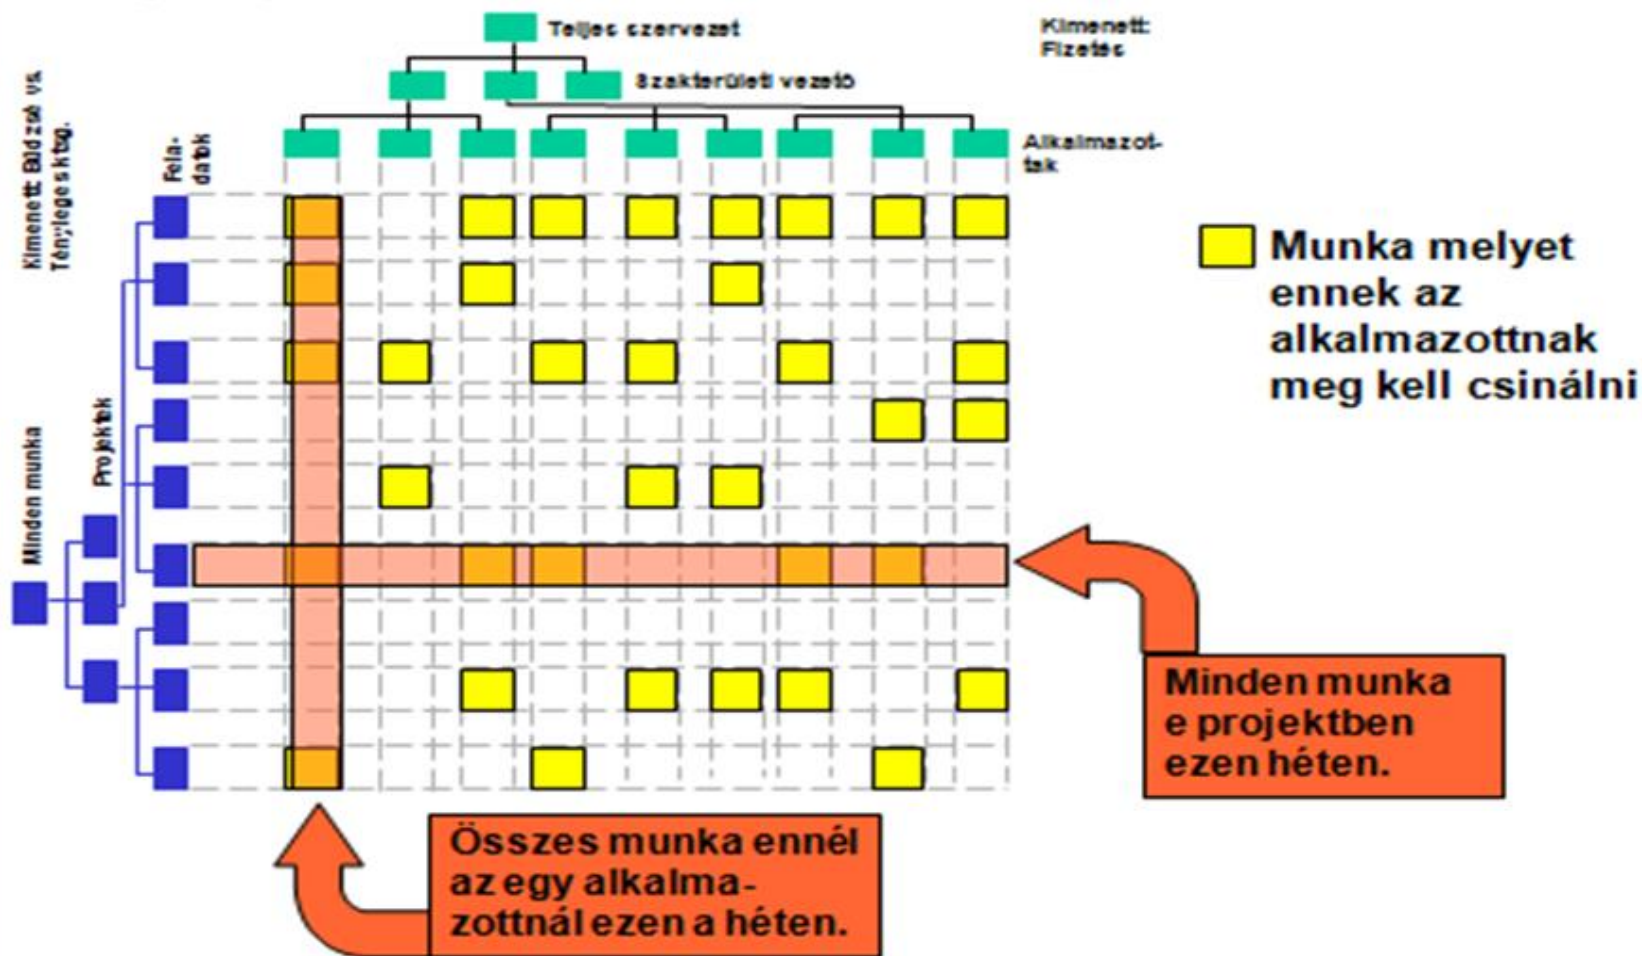 Teljes szervezet
Kimenett:
Fizetés
Szakterületi vezető
Alkalmazot-
tak
Kimenett: Büdzsé vs.
Tényleges ktsg.
Fela-
datok
Projektek
Minden munka
Munka melyet
ennek az
alkalmazottnak
meg kell csinálni
Minden munka
e projektben
ezen héten.
Összes munka ennél
az egy alkalma-
zottnál ezen a héten.